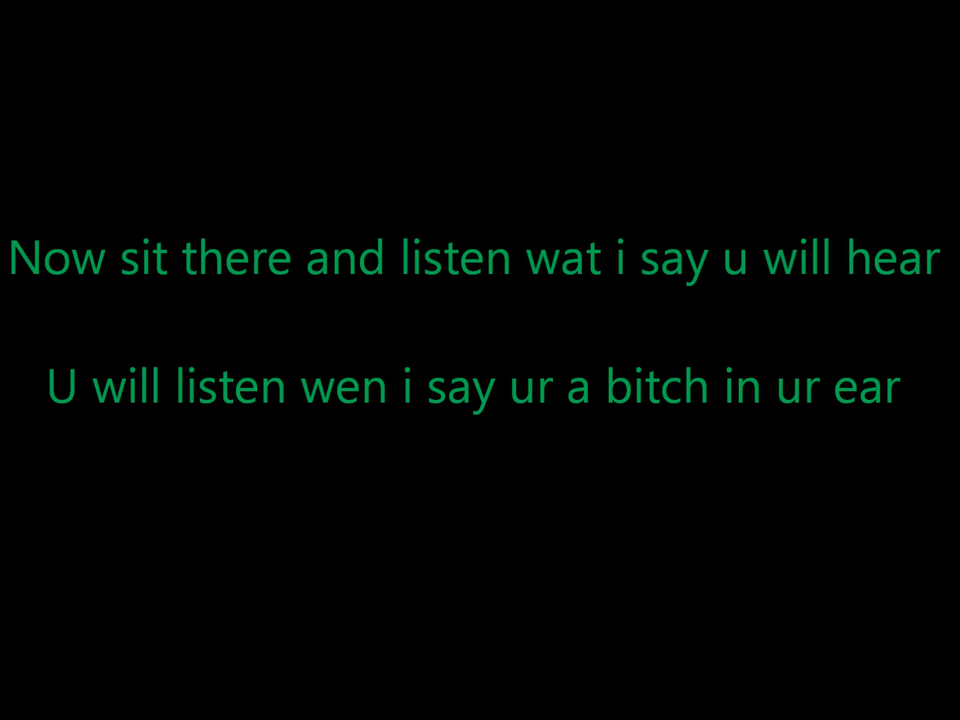 Now sit there and listen wat i say u will hear
U will listen wen i say ur a bitch in ur ear